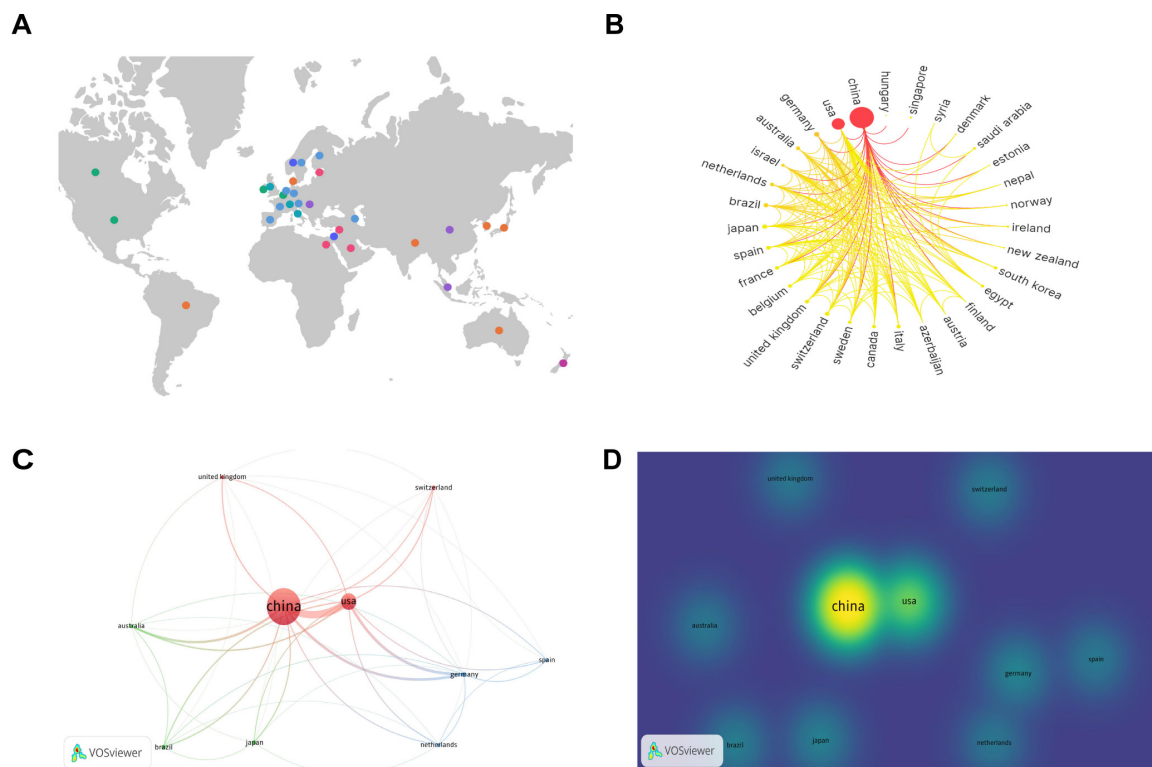 A
B
china
hungary
singapore
syria
denmark
saudi arabia
estonia
nepal
norway
ireland
new zealand
south korea
egypt
finland
austria
azerbaijan
italy
canada
sweden
switzerland
united kingdom
belgium
france
spain
japan
brazil
netherlands
israel
australia
germany
usa
C
united kingdom
switzerland
china
usa
australia
spain
germany
brazil
japan
netherlands
VOSviewer
D
united kingdom
switzerland
china
usa
australia
spain
germany
brazil
japan
netherlands
VOSviewer